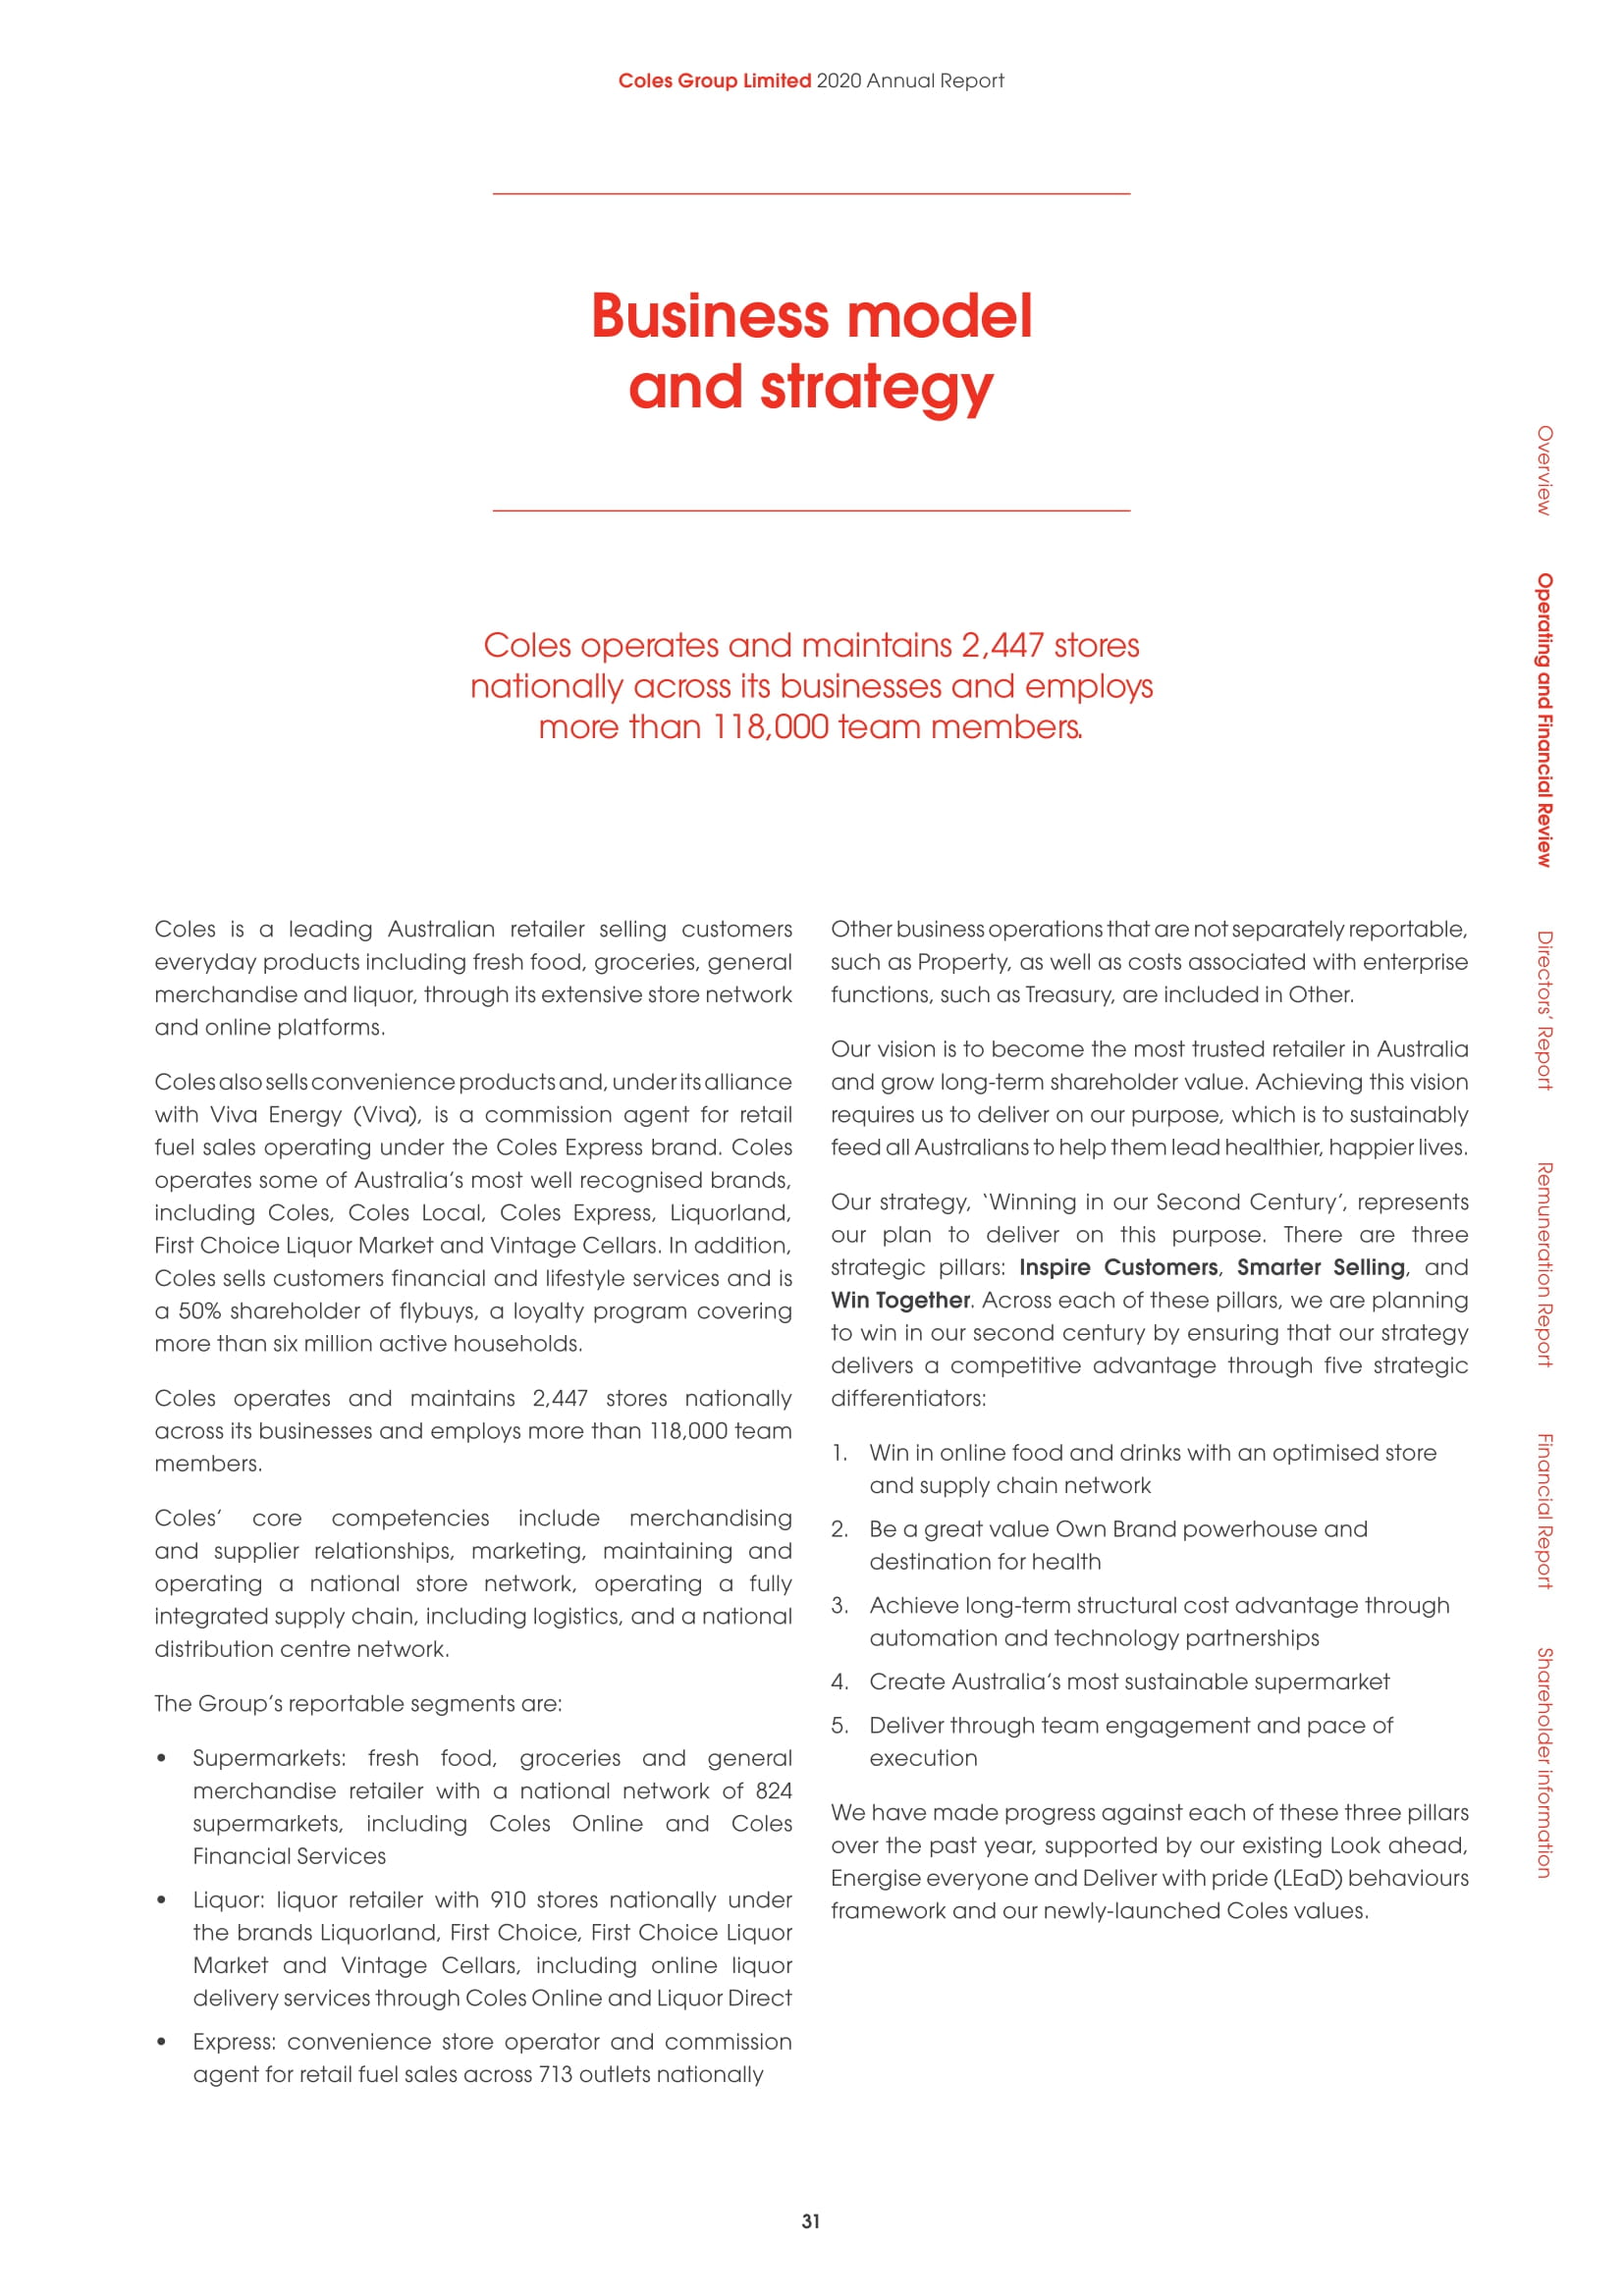 Coles Group Limited 2020 Annual Report
Business model
and strategy
Coles operates and maintains 2,447 stores
nationally across its businesses and employs
more than 118,000 team members.
Coles is a leading Australian retailer selling customers
everyday products including fresh food, groceries, general
merchandise and liquor, through its extensive store network
and online platforms.
Coles also sells convenience products and, under its alliance
with Viva Energy (Viva), is a commission agent for retail
fuel sales operating under the Coles Express brand. Coles
operates some of Australia's most well recognised brands,
including Coles, Coles Local, Coles Express, Liquorland,
First Choice Liquor Market and Vintage Cellars. In addition,
Coles sells customers financial and lifestyle services and is
a 50% shareholder of flybuys, a loyalty program covering
more than six million active households.
Coles operates and maintains 2,447 stores nationally
across its businesses and employs more than 118,000 team
members.
Coles' core competencies include merchandising
and supplier relationships, marketing, maintaining and
operating a national store network, operating a fully
integrated supply chain, including logistics, and a national
distribution centre network.
The Group's reportable segments are:
• Supermarkets: fresh food, groceries and general
merchandise retailer with a national network of 824
supermarkets, including Coles Online and Coles
Financial Services
• Liquor: liquor retailer with 910 stores nationally under
the brands Liquorland, First Choice, First Choice Liquor
Market and Vintage Cellars, including online liquor
delivery services through Coles Online and Liquor Direct
• Express: convenience store operator and commission
agent for retail fuel sales across 713 outlets nationally
Other business operations that are not separately reportable,
such as Property, as well as costs associated with enterprise
functions, such as Treasury, are included in Other.
Our vision is to become the most trusted retailer in Australia
and grow long-term shareholder value. Achieving this vision
requires us to deliver on our purpose, which is to sustainably
feed all Australians to help them lead healthier, happier lives.
Our strategy, 'Winning in our Second Century', represents
our plan to deliver on this purpose. There are three
strategic pillars: Inspire Customers, Smarter Selling, and
Win Together. Across each of these pillars, we are planning
to win in our second century by ensuring that our strategy
delivers a competitive advantage through five strategic
differentiators:
1. Win in online food and drinks with an optimised store
and supply chain network
2. Be a great value Own Brand powerhouse and
destination for health
3. Achieve long-term structural cost advantage through
automation and technology partnerships
4. Create Australia's most sustainable supermarket
5. Deliver through team engagement and pace of
execution
We have made progress against each of these three pillars
over the past year, supported by our existing Look ahead,
Energise everyone and Deliver with pride (LEaD) behaviours
framework and our newly-launched Coles values.
Overview
Operating and Financial Review
Directors' Report
Remuneration Report
Financial Report
Shareholder information
31